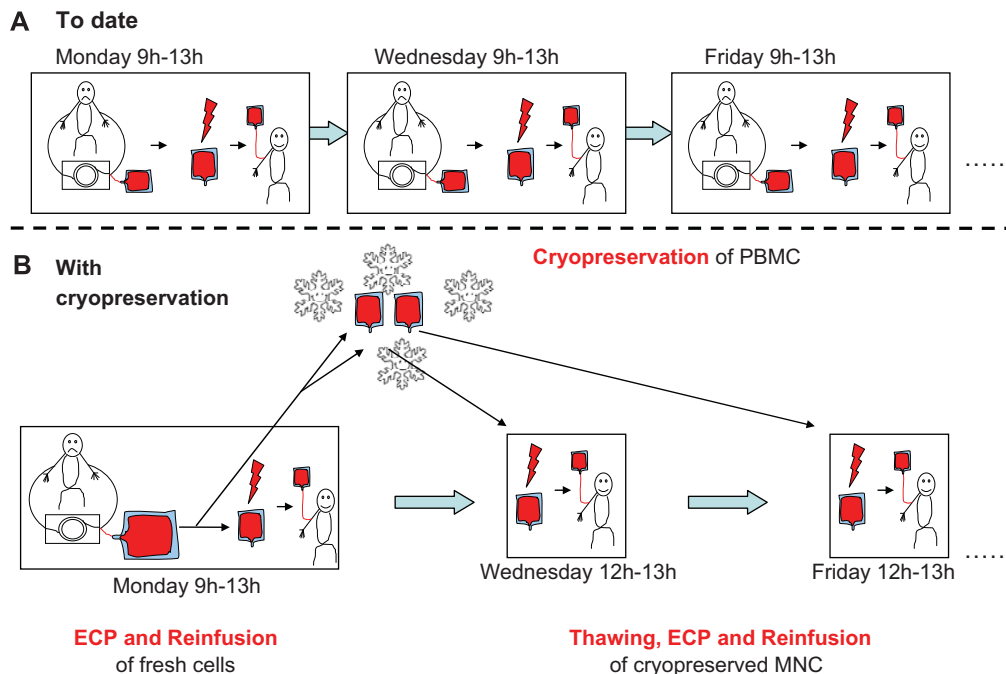 A To date
Monday 9h-13h
Wednesday 9h-13h
Friday 9h-13h
.....
B With
cryopreservation
Cryopreservation of PBMC
Monday 9h-13h
Wednesday 12h-13h
Friday 12h-13h
.....
ECP and Reinfusion
of fresh cells
Thawing, ECP and Reinfusion
of cryopreserved MNC